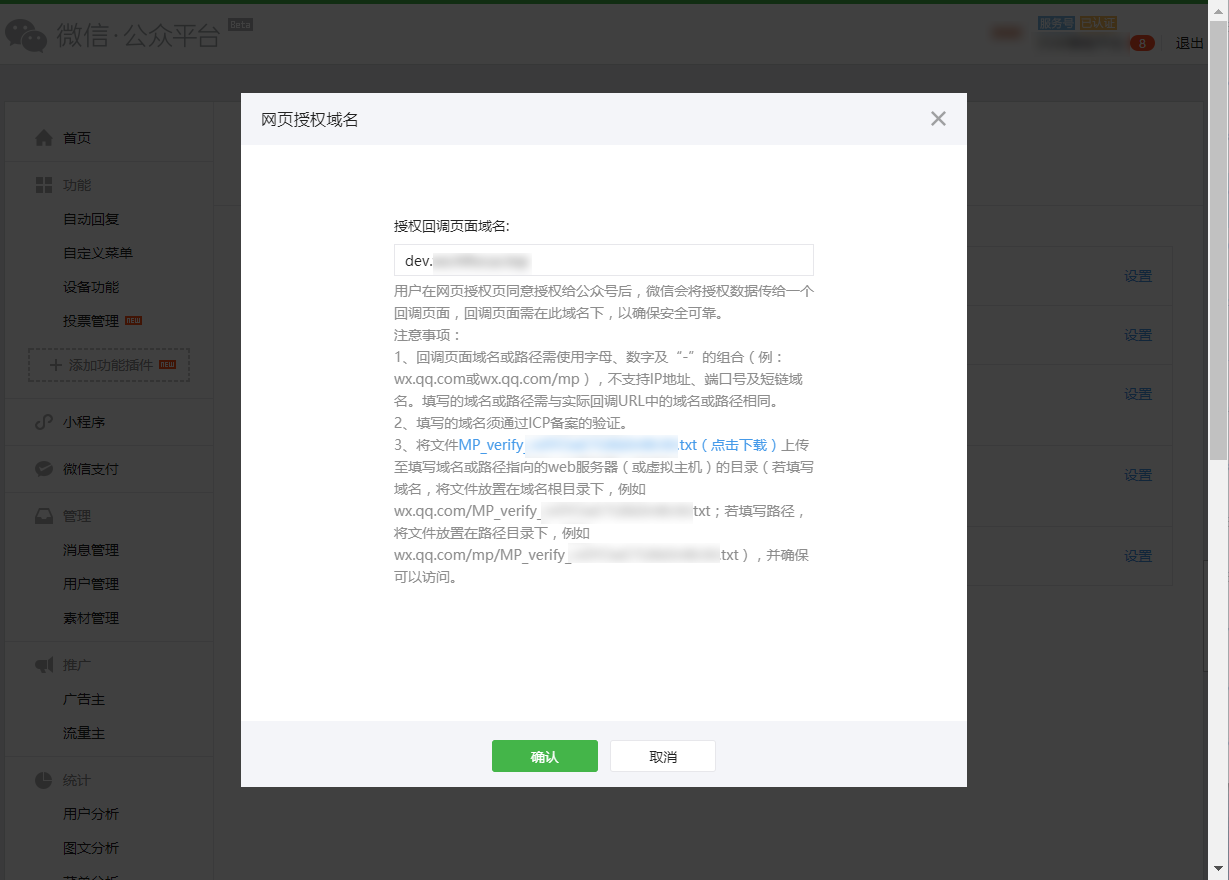 微信·公众平台 Beta
服务号 已认证
8
退出
首页
功能
自动回复
自定义菜单
设备功能
投票管理 NEW
添加功能插件 NEW
小程序
微信支付
管理
消息管理
用户管理
素材管理
推广
广告主
流量主
统计
用户分析
图文分析
菜单分析
网页授权域名
授权回调页面域名:
dev.
用户在网页授权页同意授权给公众号后，微信会将授权数据传给一个
回调页面，回调页面需在此域名下，以确保安全可靠。
注意事项：
1、回调页面域名或路径需使用字母、数字及“-”的组合（例：
wx.qq.com或wx.qq.com/mp），不支持IP地址、端口号及短链域
名。填写的域名或路径需与实际回调URL中的域名或路径相同。
2、填写的域名须通过ICP备案的验证。
3、将文件MP_verify_ .txt（点击下载）上传
至填写域名或路径指向的web服务器（或虚拟主机）的目录（若填写
域名，将文件放置在域名根目录下，例如
wx.qq.com/MP_verify_ txt；若填写路径，
将文件放置在路径目录下，例如
wx.qq.com/mp/MP_verify_ .txt），并确保
可以访问。
确认
取消
设置
设置
设置
设置
设置